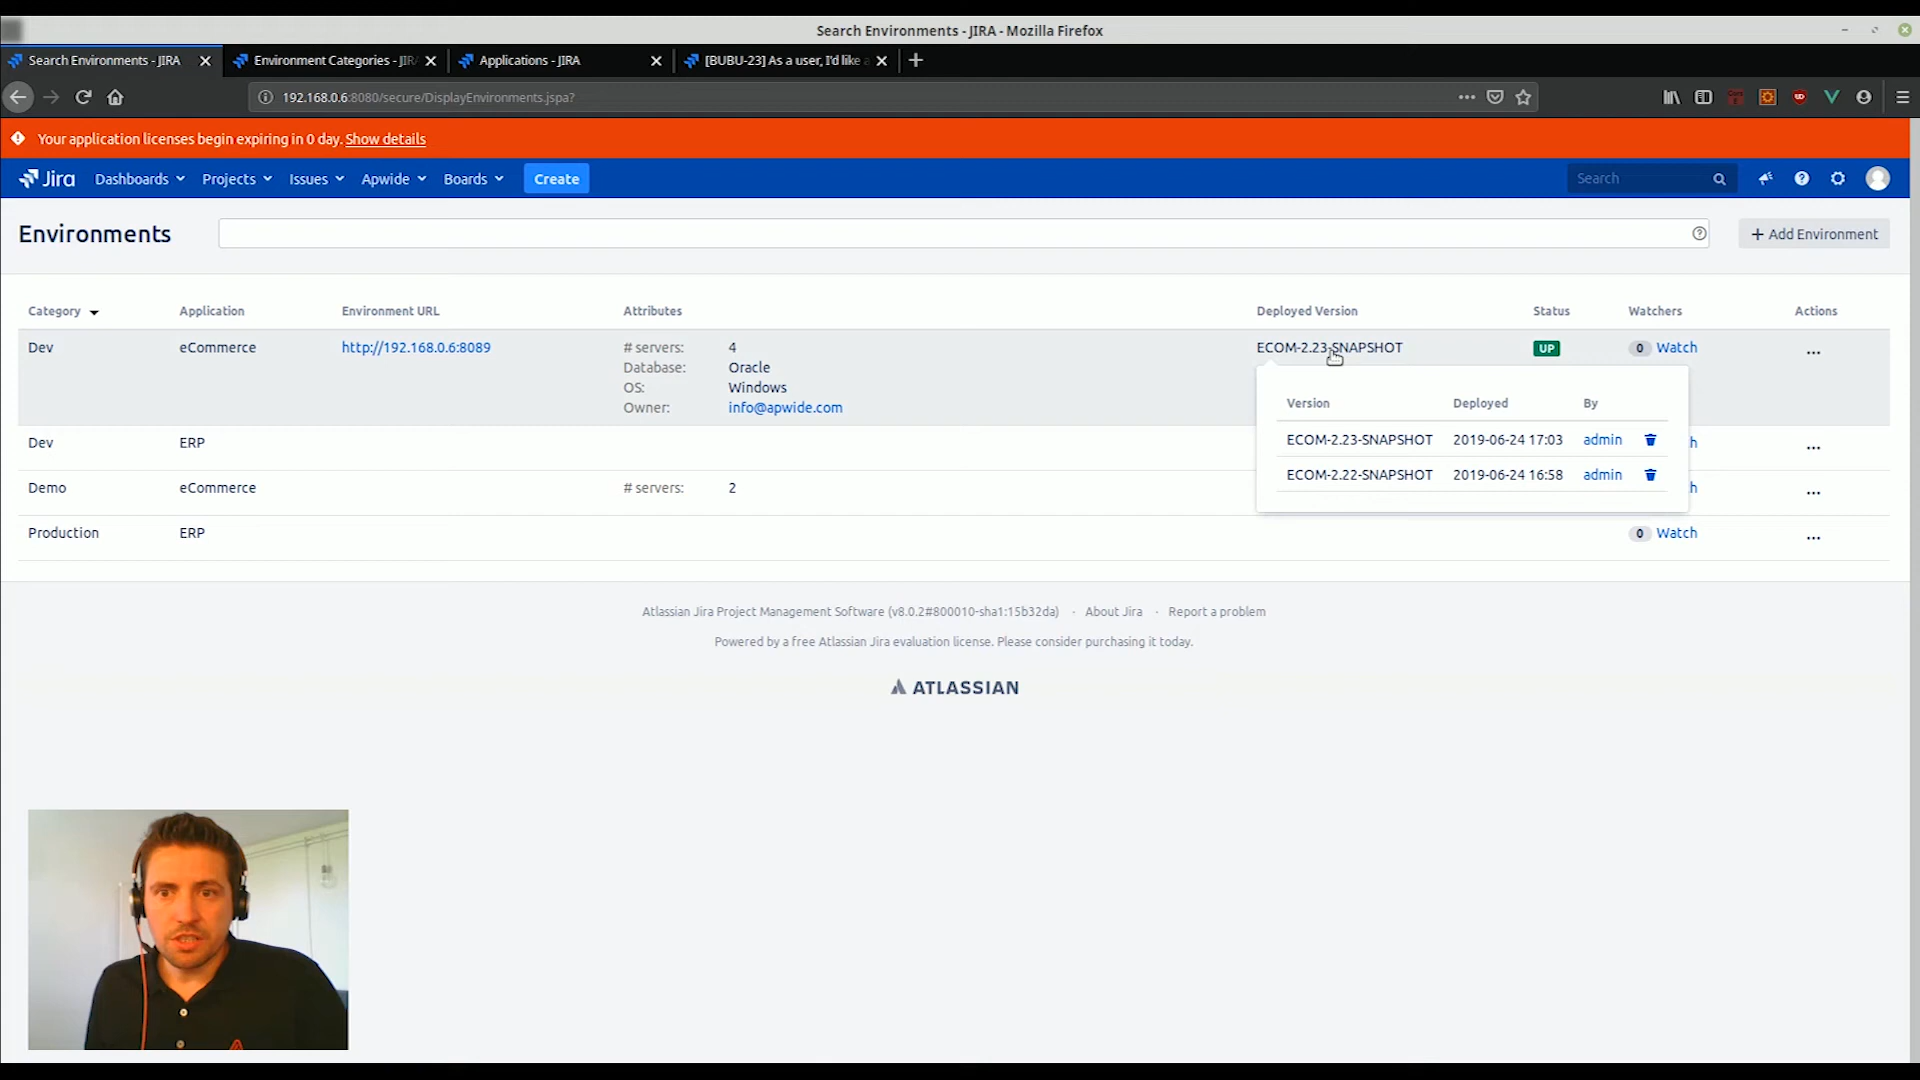 Search Environments - JIRA - Mozilla Firefox
Search Environments - JIRA
Environment Categories - JIR
Applications - JIRA
[BUBU-23] As a user, I'd like
192.168.0.6:8080/secure/DisplayEnvironments.jspa?
Your application licenses begin expiring in 0 day. Show details
Jira Dashboards Projects Issues Apwide Boards Create Search
Environments + Add Environment
Category Application Environment URL Attributes Deployed Version Status Watchers Actions
Dev eCommerce http://192.168.0.6:8089 # servers: 4 ECOM-2.23-SNAPSHOT UP 0 Watch ...
Database: Oracle
OS: Windows
Owner: info@apwide.com
Version Deployed By
ECOM-2.23-SNAPSHOT 2019-06-24 17:03 admin
ECOM-2.22-SNAPSHOT 2019-06-24 16:58 admin
Dev ERP h ...
Demo eCommerce # servers: 2 h ...
Production ERP 0 Watch ...
Atlassian Jira Project Management Software (v8.0.2#800010-sha1:15b32da) · About Jira · Report a problem
Powered by a free Atlassian Jira evaluation license. Please consider purchasing it today.
ATLASSIAN